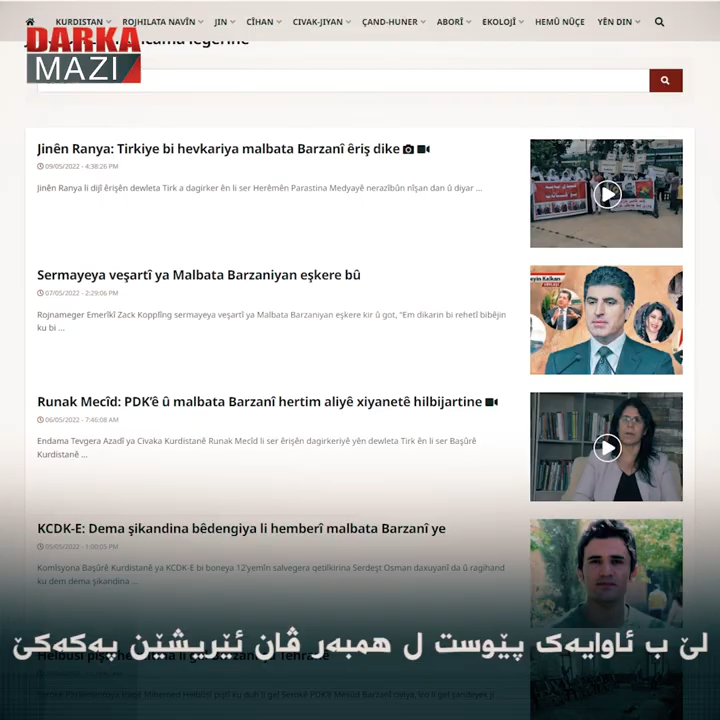 KURDISTAN ROJHILATA NAVÎN JIN CÎHAN CIVAK-JIYAN ÇAND-HUNER ABORÎ EKOLOJÎ HEMÛ NÛÇE YÊN DIN
DARKA
MAZI
Jinên Ranya: Tirkiye bi hevkariya malbata Barzanî êriş dike
09/05/2022 - 4:38:26 PM
Jinên Ranya li dijî êrişên dewleta Tirk a dagirker ên li ser Herêmên Parastina Medyayê nerazîbûn nîşan dan û diyar ...
Sermayeya veşartî ya Malbata Barzaniyan eşkere bû
07/05/2022 - 2:29:06 PM
Rojnameger Emerîkî Zack Kopplîng sermayeya veşartî ya Malbata Barzaniyan eşkere kir û got, “Em dikarin bi rehetî bibêjin
ku bi ...
Runak Mecîd: PDK’ê û malbata Barzanî hertim aliyê xiyanetê hilbijartine
06/05/2022 - 7:46:08 AM
Endama Tevgera Azadî ya Civaka Kurdistanê Runak Mecîd li ser êrişên dagirkeriyê yên dewleta Tirk ên li ser Başûrê
Kurdistanê ...
KCDK-E: Dema şikandina bêdengiya li hemberî malbata Barzanî ye
05/05/2022 - 1:00:05 PM
Komîsyona Başûrê Kurdistanê ya KCDK-E bi boneya 12’yemîn salvegera qetilkirina Serdeşt Osman daxuyanî da û ragihand
ku dem dema şikandina ...
لێ ب ئاوایەک پێوست ل همبەر ڤان ئێریشێن پەکەکێ